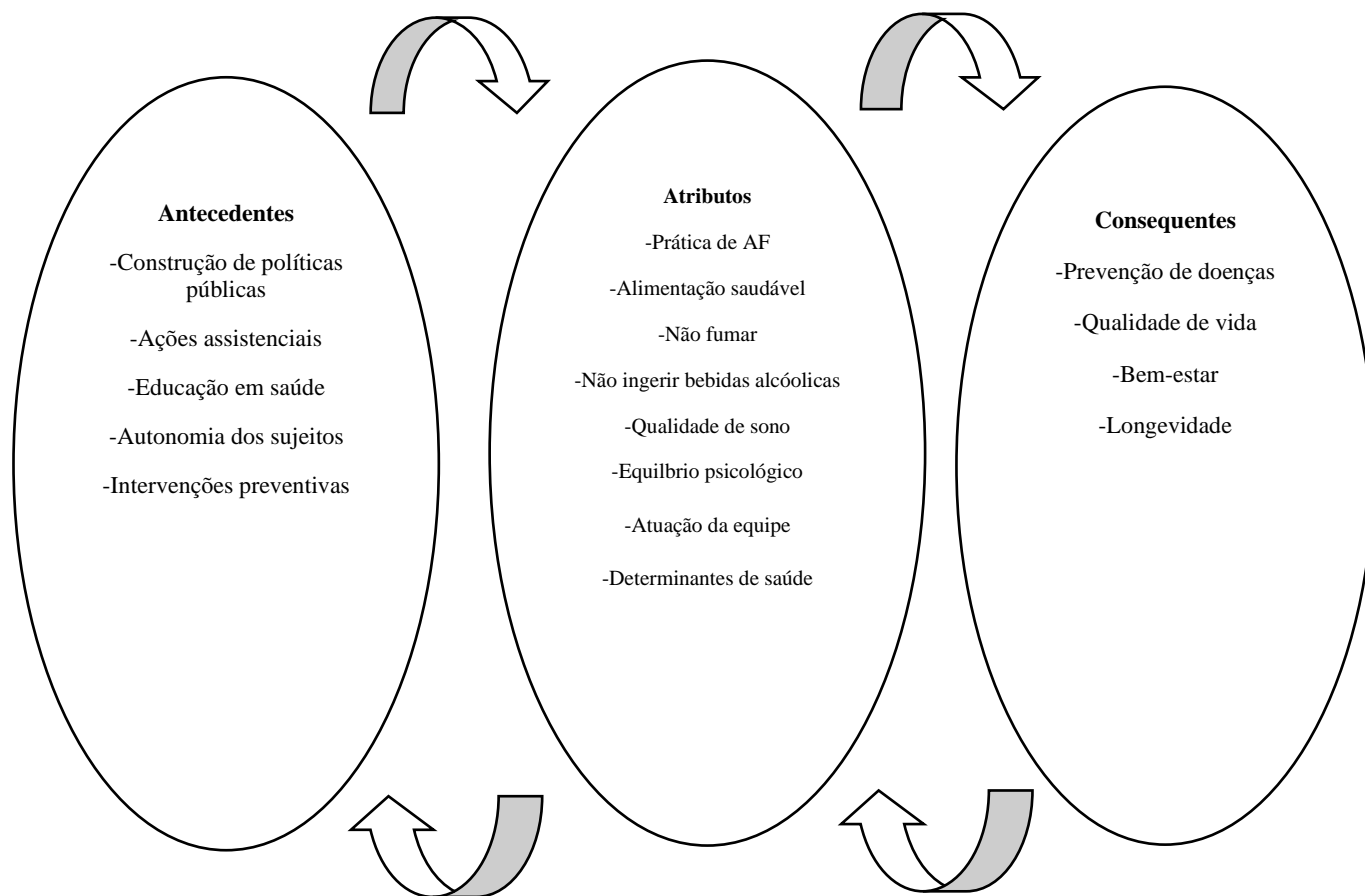 Antecedentes
-Construção de políticas
públicas
-Ações assistenciais
-Educação em saúde
-Autonomia dos sujeitos
-Intervenções preventivas
Atributos
-Prática de AF
-Alimentação saudável
-Não fumar
-Não ingerir bebidas alcóolicas
-Qualidade de sono
-Equilbrio psicológico
-Atuação da equipe
-Determinantes de saúde
Consequentes
-Prevenção de doenças
-Qualidade de vida
-Bem-estar
-Longevidade